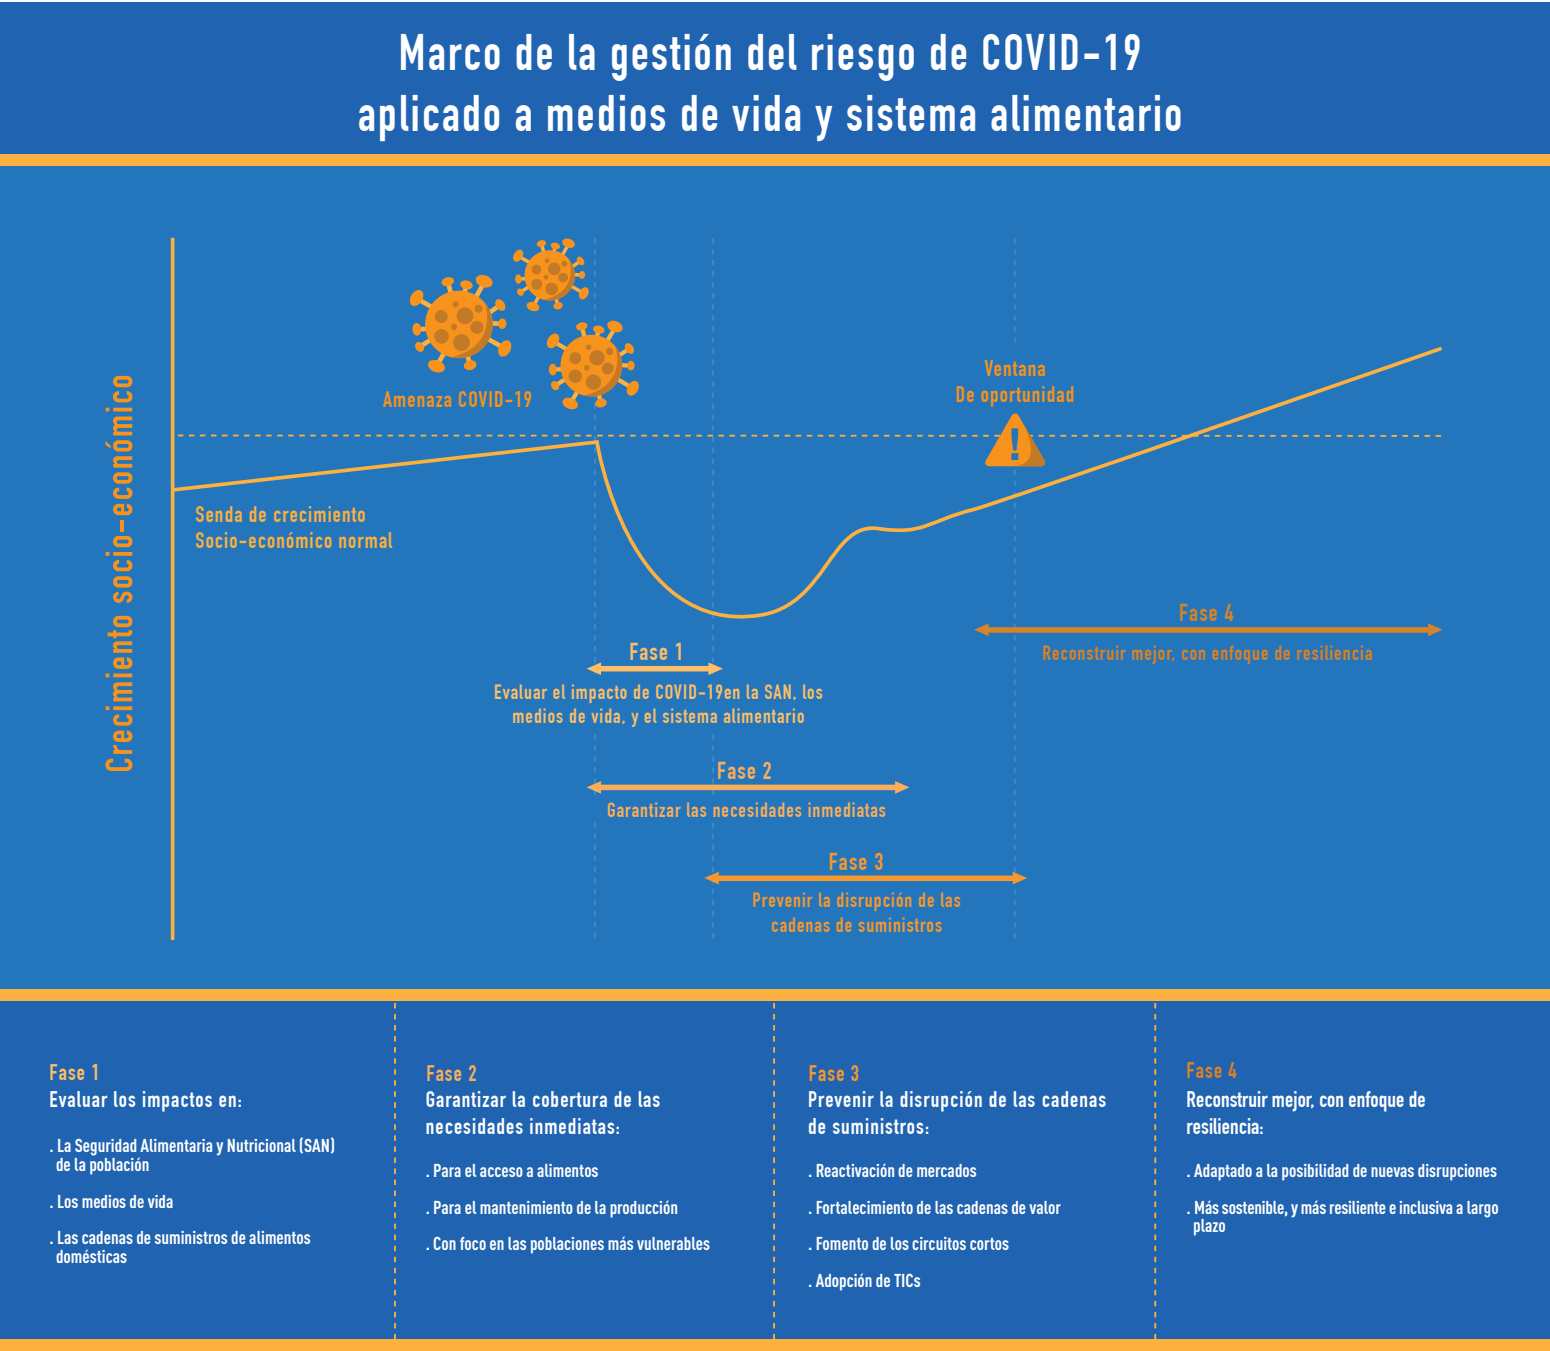 Marco de la gestión del riesgo de COVID-19
aplicado a medios de vida y sistema alimentario
Crecimiento socio-económico
Amenaza COVID-19
Ventana
De oportunidad
Senda de crecimiento
Socio-económico normal
Fase 4
Reconstruir mejor, con enfoque de resiliencia
Fase 1
Evaluar el impacto de COVID-19en la SAN, los
medios de vida, y el sistema alimentario
Fase 2
Garantizar las necesidades inmediatas
Fase 3
Prevenir la disrupción de las
cadenas de suministros
Fase 1
Evaluar los impactos en:
. La Seguridad Alimentaria y Nutricional (SAN)
de la población
. Los medios de vida
. Las cadenas de suministros de alimentos
domésticas
Fase 2
Garantizar la cobertura de las
necesidades inmediatas:
. Para el acceso a alimentos
. Para el mantenimiento de la producción
. Con foco en las poblaciones más vulnerables
Fase 3
Prevenir la disrupción de las cadenas
de suministros:
. Reactivación de mercados
. Fortalecimiento de las cadenas de valor
. Fomento de los circuitos cortos
. Adopción de TICs
Fase 4
Reconstruir mejor, con enfoque de
resiliencia:
. Adaptado a la posibilidad de nuevas disrupciones
. Más sostenible, y más resiliente e inclusiva a largo
plazo